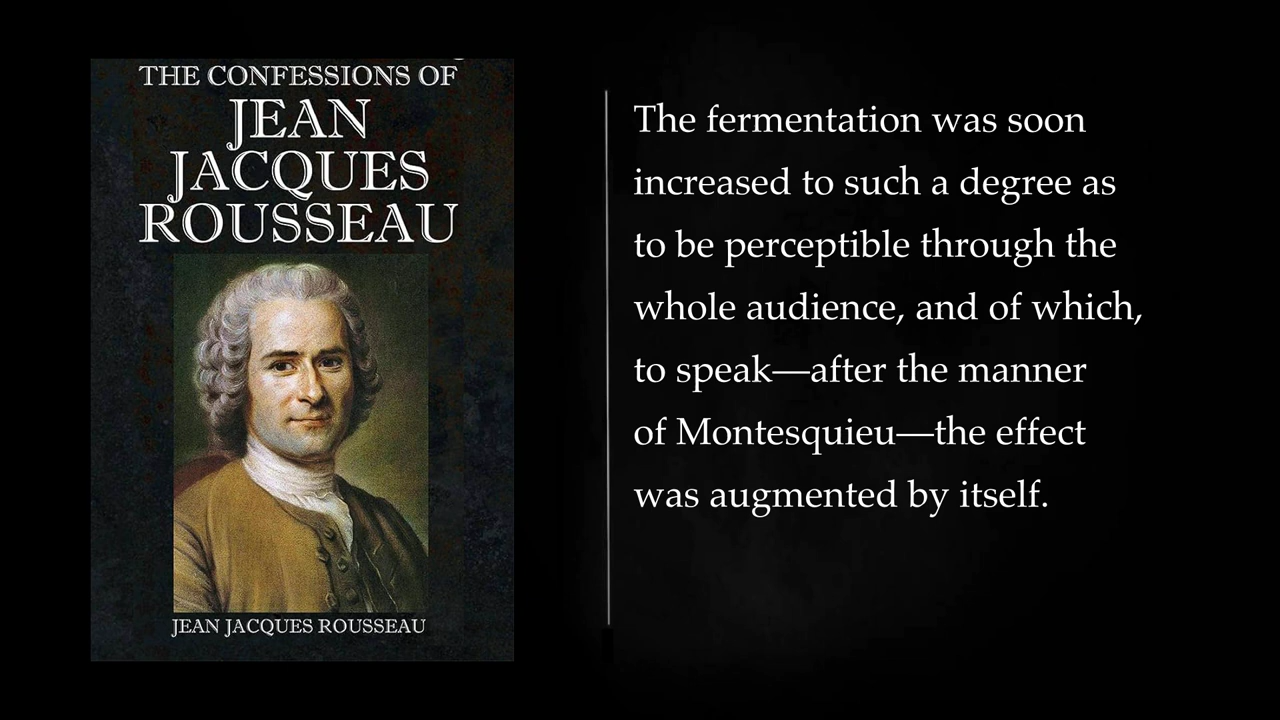 THE CONFESSIONS OF
JEAN
JACQUES
ROUSSEAU
JEAN JACQUES ROUSSEAU
The fermentation was soon
increased to such a degree as
to be perceptible through the
whole audience, and of which,
to speak—after the manner
of Montesquieu—the effect
was augmented by itself.